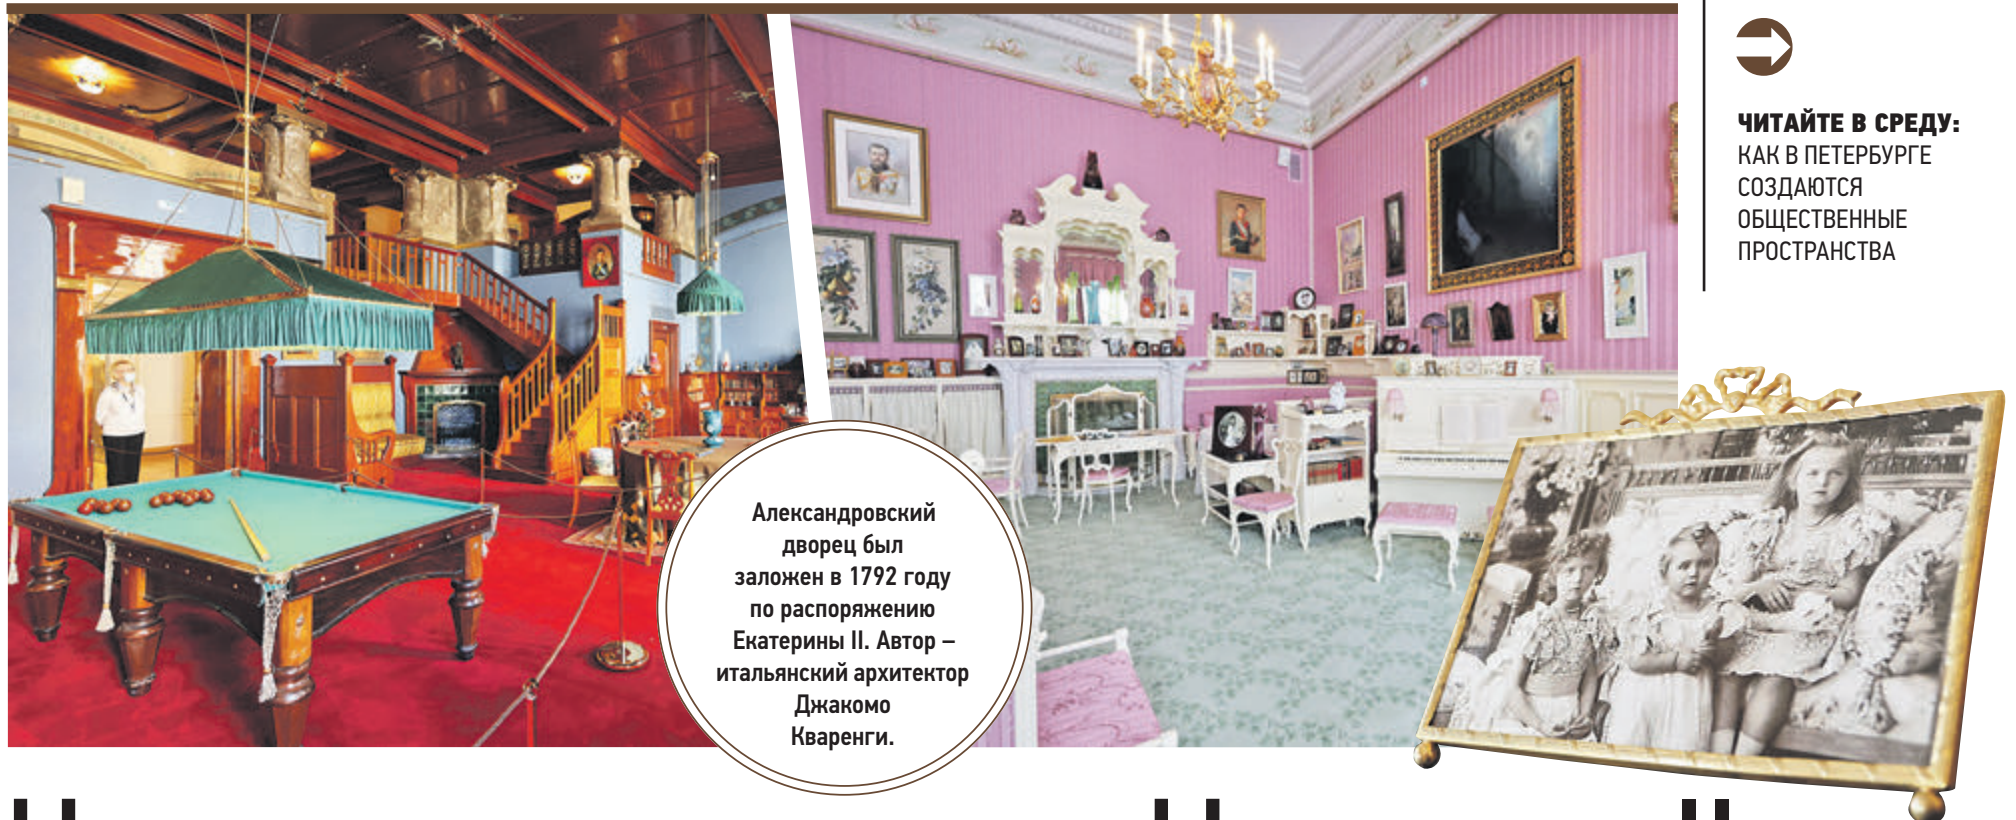 ЧИТАЙТЕ В СРЕДУ:
КАК В ПЕТЕРБУРГЕ
СОЗДАЮТСЯ
ОБЩЕСТВЕННЫЕ
ПРОСТРАНСТВА
Александровский
дворец был
заложен в 1792 году
по распоряжению
Екатерины II. Автор –
итальянский архитектор
Джакомо
Кваренги.